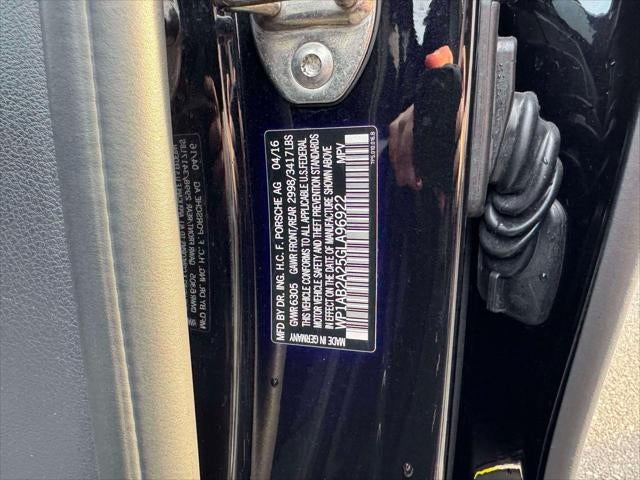 MFD BY DR. ING. H.C. F. PORSCHE AG 04/16
GMR 6305 GAWR FRONT/REAR 2998/3417 LBS
THIS VEHICLE CONFORMS TO ALL APPLICABLE U.S. FEDERAL
MOTOR VEHICLE SAFETY AND THEFT PREVENTION STANDARDS
IN EFFECT ON THE DATE OF MANUFACTURE SHOWN ABOVE
WP1AB2A25GLA96922 MPV
MADE IN GERMANY